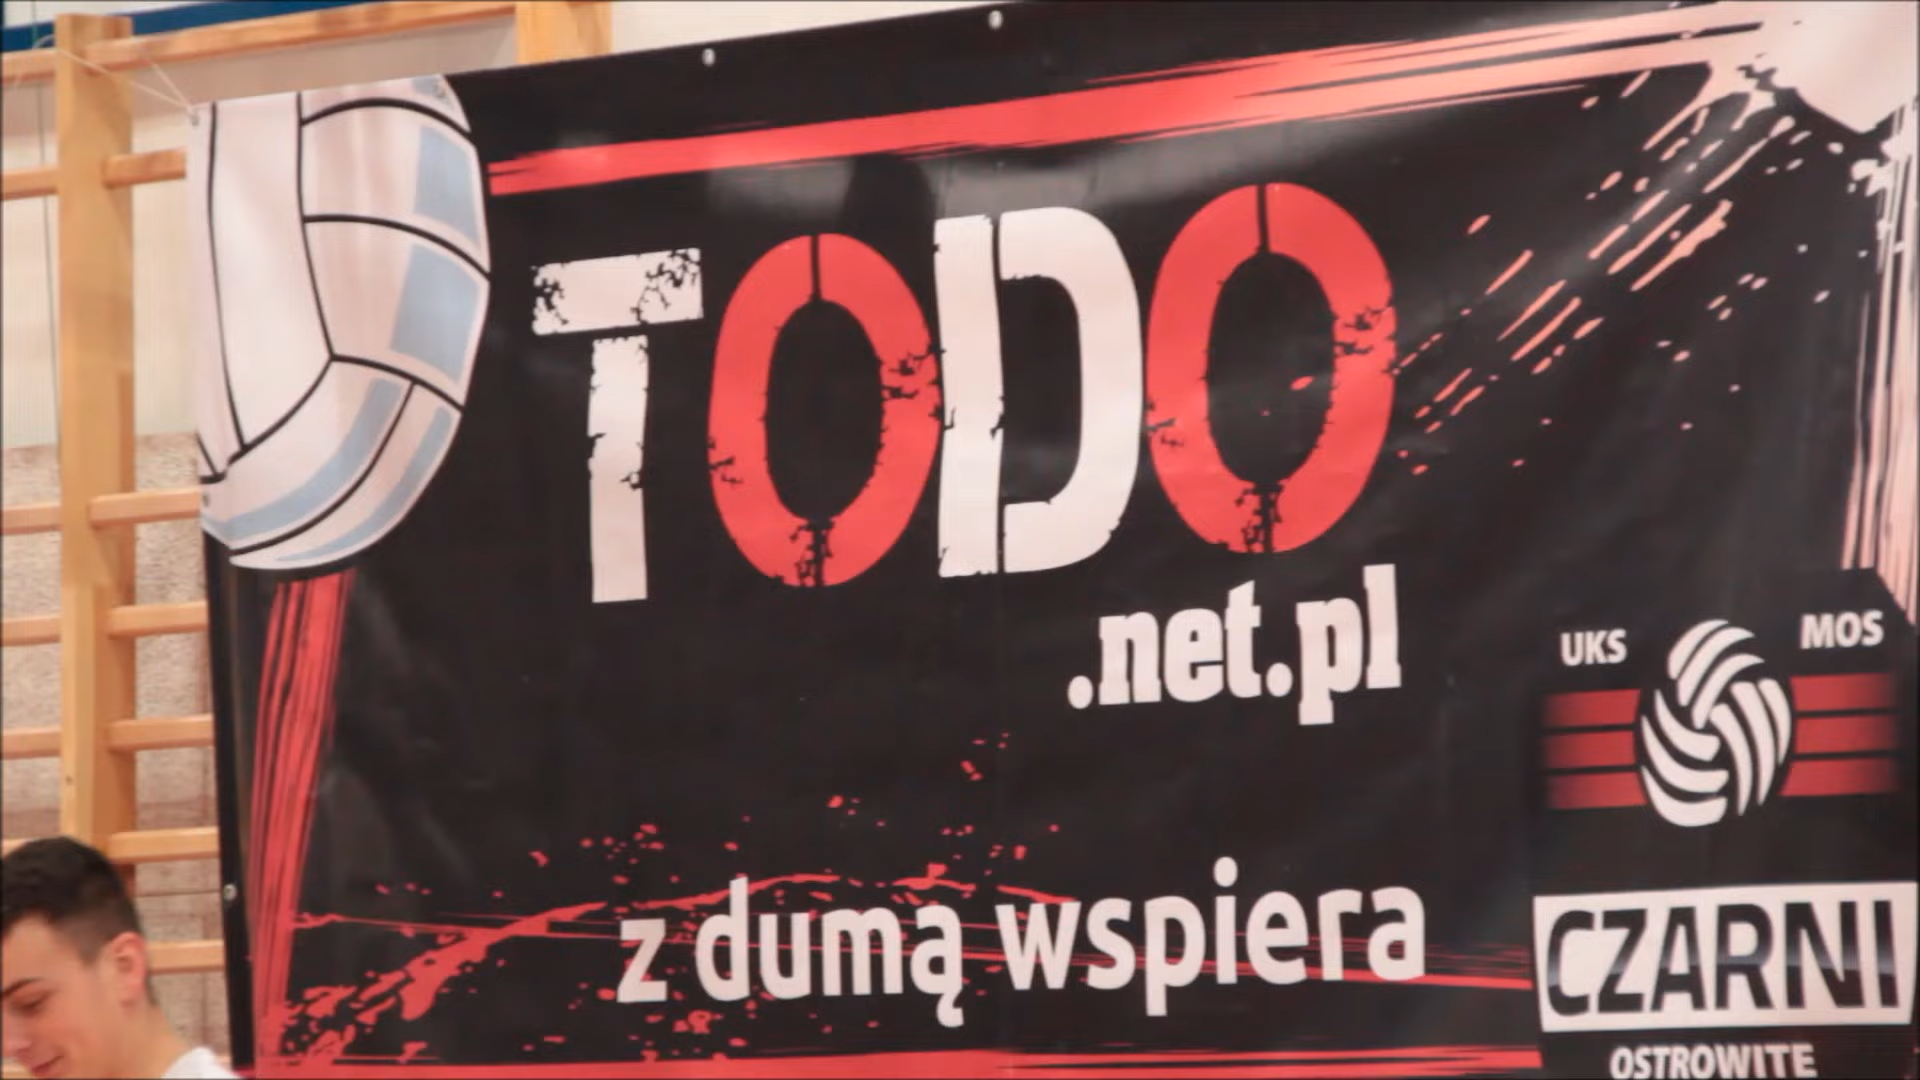 TODO
.net.pl
z dumą wspiera
UKS MOS
CZARNI
OSTROWITE